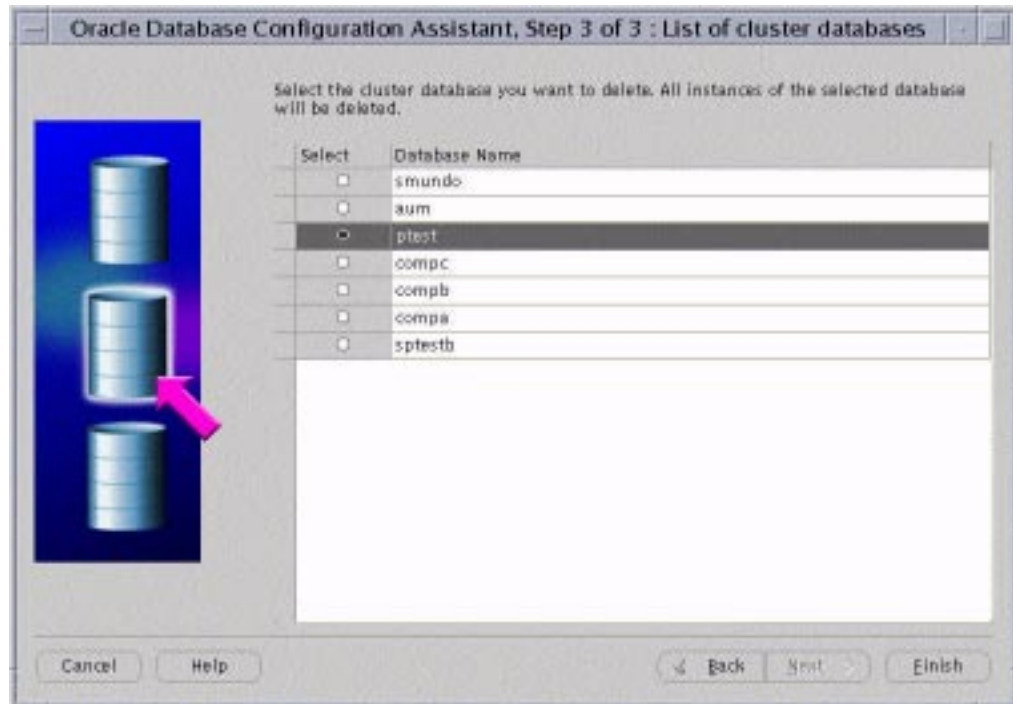 Oracle Database Configuration Assistant, Step 3 of 3 : List of cluster databases
Select the cluster database you want to delete. All instances of the selected database
will be deleted.
Select Database Name
smundo
aum
ptest
compc
compb
compa
sptestb
Cancel Help Back Next Finish